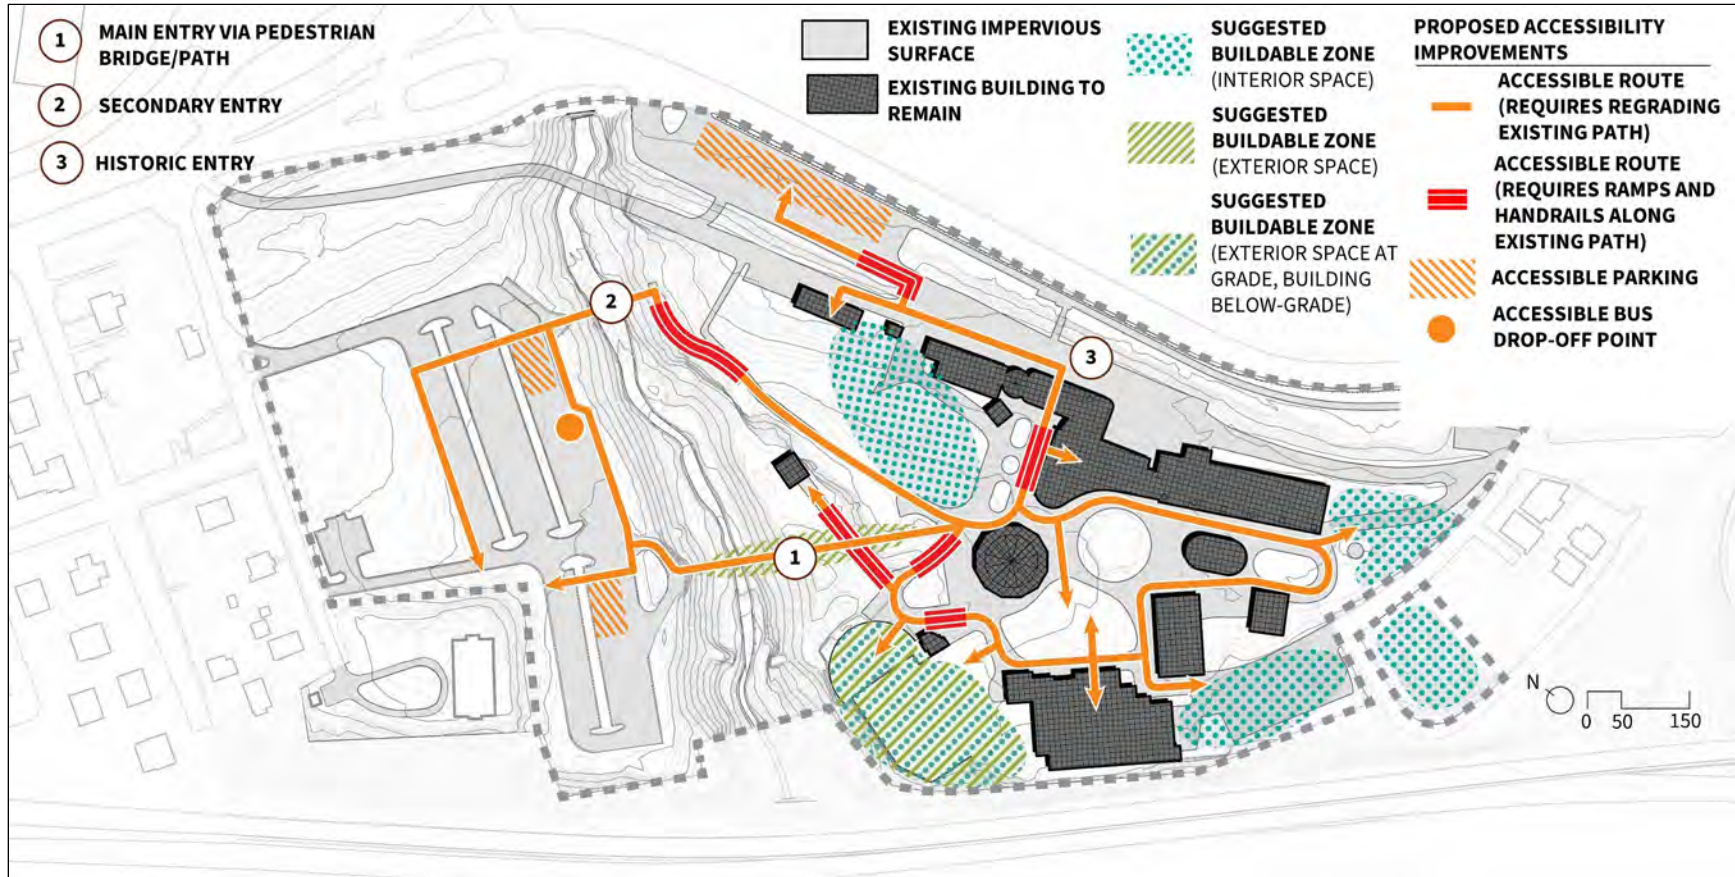 1 MAIN ENTRY VIA PEDESTRIAN
BRIDGE/PATH
2 SECONDARY ENTRY
3 HISTORIC ENTRY
EXISTING IMPERVIOUS
SURFACE
EXISTING BUILDING TO
REMAIN
SUGGESTED
BUILDABLE ZONE
(INTERIOR SPACE)
SUGGESTED
BUILDABLE ZONE
(EXTERIOR SPACE)
SUGGESTED
BUILDABLE ZONE
(EXTERIOR SPACE AT
GRADE, BUILDING
BELOW-GRADE)
PROPOSED ACCESSIBILITY
IMPROVEMENTS
ACCESSIBLE ROUTE
(REQUIRES REGRADING
EXISTING PATH)
ACCESSIBLE ROUTE
(REQUIRES RAMPS AND
HANDRAILS ALONG
EXISTING PATH)
ACCESSIBLE PARKING
ACCESSIBLE BUS
DROP-OFF POINT
2
3
1
N
0 50 150